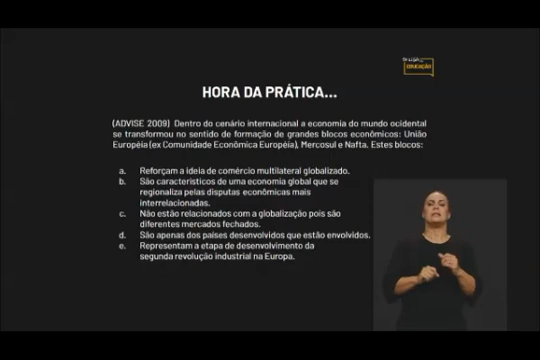 EDUCAÇÃO
HORA DA PRÁTICA...
(ADVISE 2009) Dentro do cenário internacional a economia do mundo ocidental
se transformou no sentido de formação de grandes blocos econômicos: União
Européia (ex Comunidade Econômica Européia), Mercosul e Nafta. Estes blocos:
a. Reforçam a ideia de comércio multilateral globalizado.
b. São característicos de uma economia global que se
regionaliza pelas disputas econômicas mais
interrelacionadas.
c. Não estão relacionados com a globalização pois são
diferentes mercados fechados.
d. São apenas dos países desenvolvidos que estão envolvidos.
e. Representam a etapa de desenvolvimento da
segunda revolução industrial na Europa.